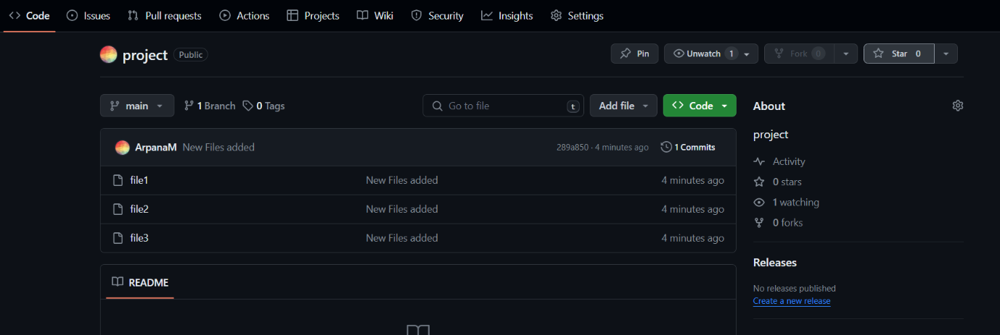 Code Issues Pull requests Actions Projects Wiki Security Insights Settings
project Public Pin Unwatch 1 Fork 0 Star 0
main 1 Branch 0 Tags Go to file t Add file Code
ArpanaM New Files added 289a850 · 4 minutes ago 1 Commits
file1 New Files added 4 minutes ago
file2 New Files added 4 minutes ago
file3 New Files added 4 minutes ago
README
About
project
Activity
0 stars
1 watching
0 forks
Releases
No releases published
Create a new release